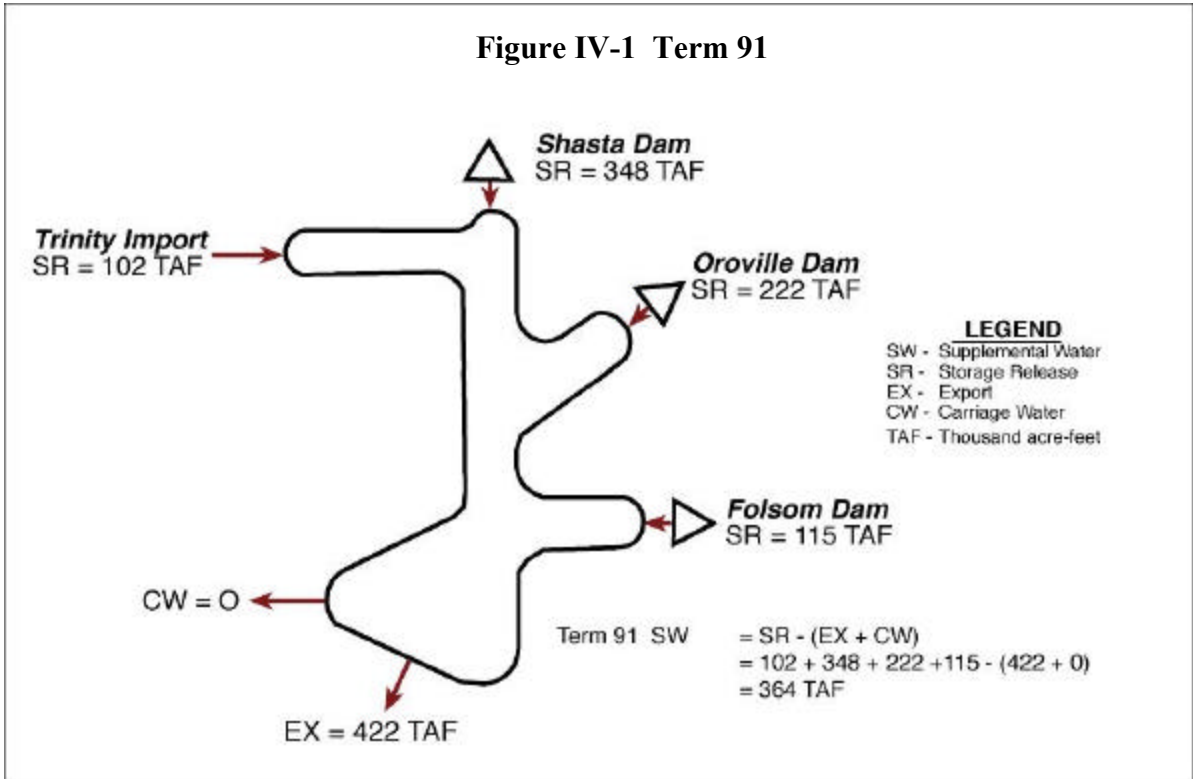 Figure IV-1 Term 91
Shasta Dam
SR = 348 TAF
Trinity Import
SR = 102 TAF
Oroville Dam
SR = 222 TAF
LEGEND
SW - Supplemental Water
SR - Storage Release
EX - Export
CW - Carriage Water
TAF - Thousand acre-feet
Folsom Dam
SR = 115 TAF
CW = O
Term 91 SW = SR - (EX + CW)
= 102 + 348 + 222 +115 - (422 + 0)
= 364 TAF
EX = 422 TAF